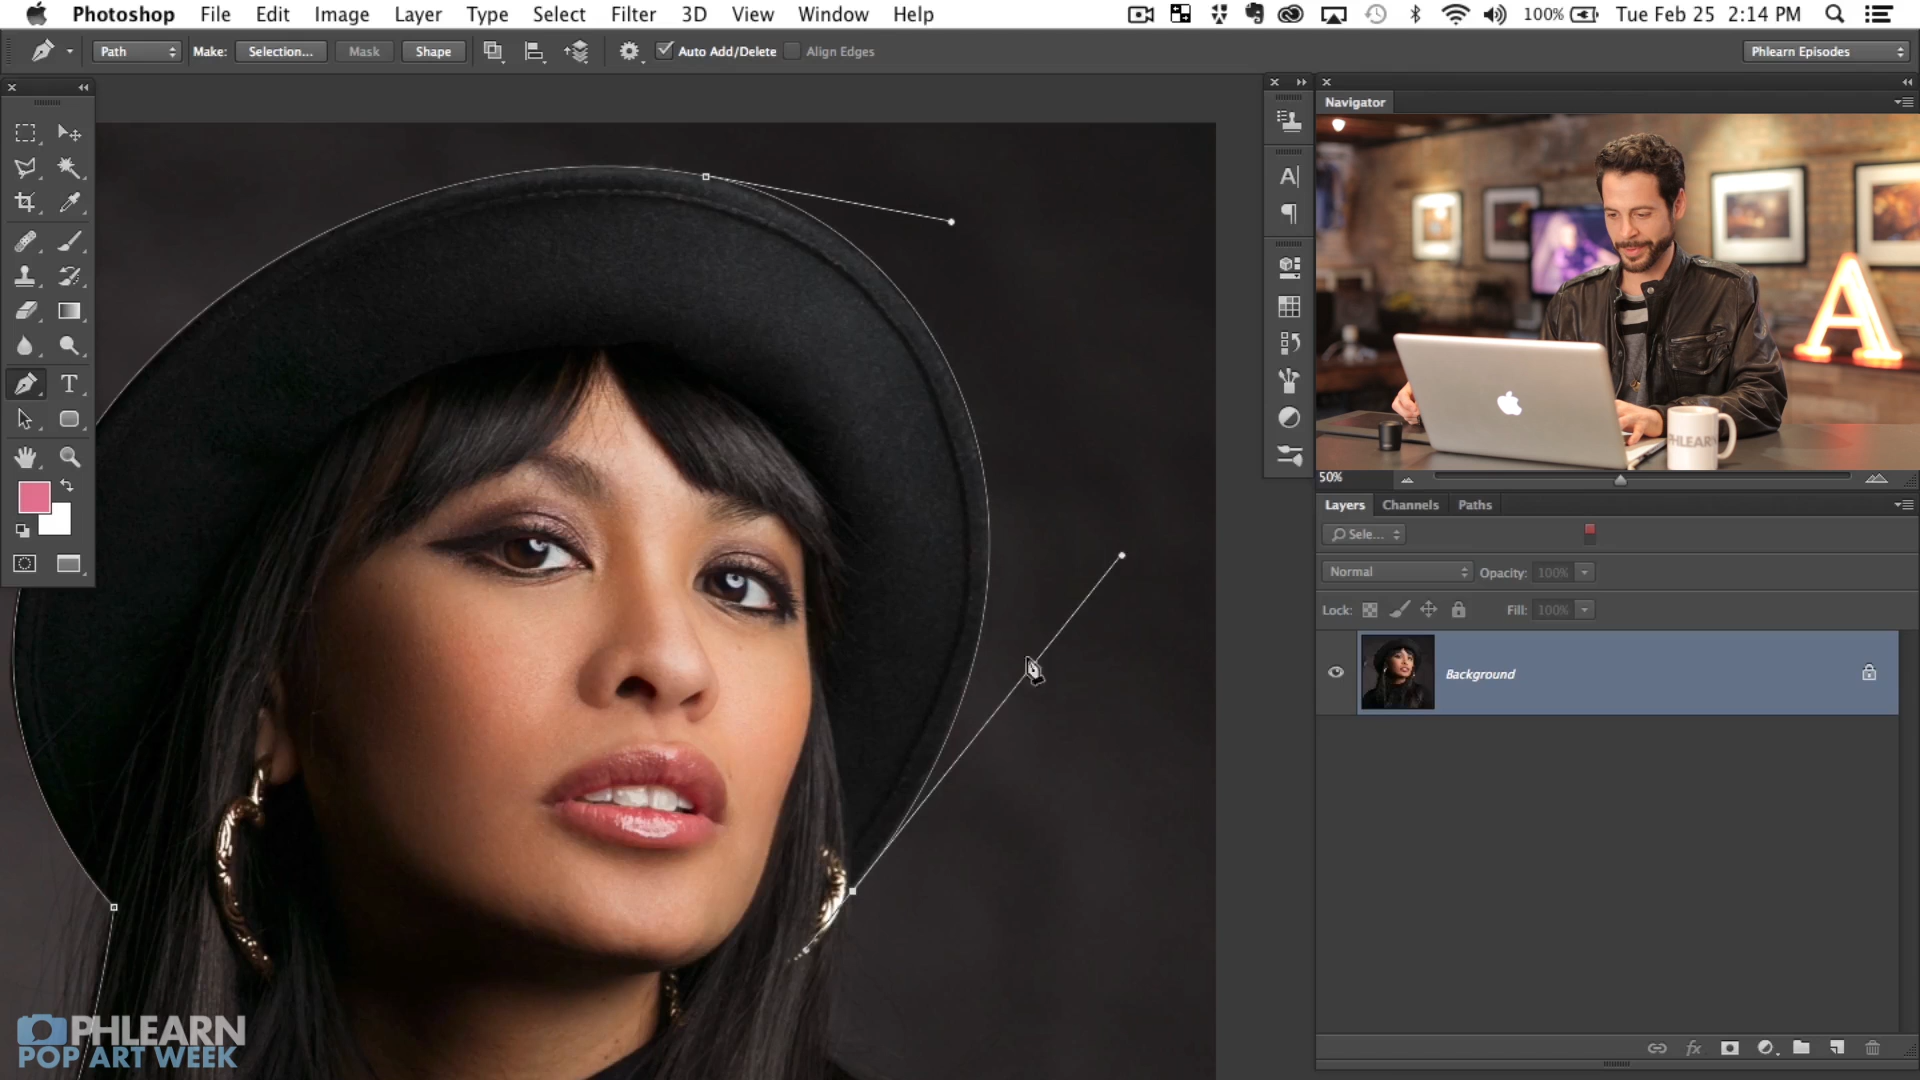 Photoshop File Edit Image Layer Type Select Filter 3D View Window Help 100% Tue Feb 25 2:14 PM
Path Make: Selection... Mask Shape Auto Add/Delete Align Edges Phlearn Episodes
Navigator
A
PHLEARN
50%
Layers Channels Paths
Sele...
Normal Opacity: 100%
Lock: Fill: 100%
Background
PHLEARN
POP ART WEEK